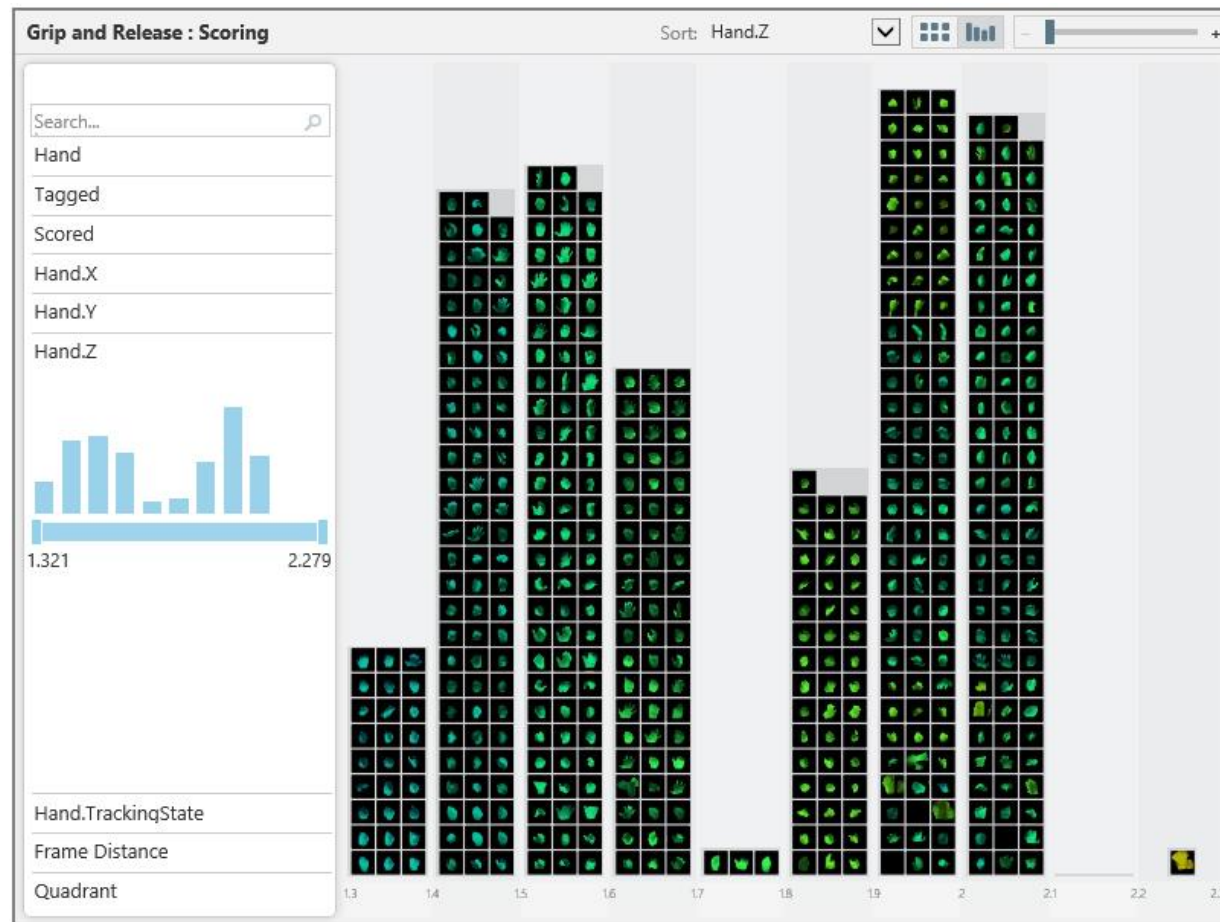 Grip and Release : Scoring
Sort: Hand.Z
Search...
Hand
Tagged
Scored
Hand.X
Hand.Y
Hand.Z
1.321 2.279
Hand.TrackingState
Frame Distance
Quadrant
1.3 1.4 1.5 1.6 1.7 1.8 1.9 2 2.1 2.2